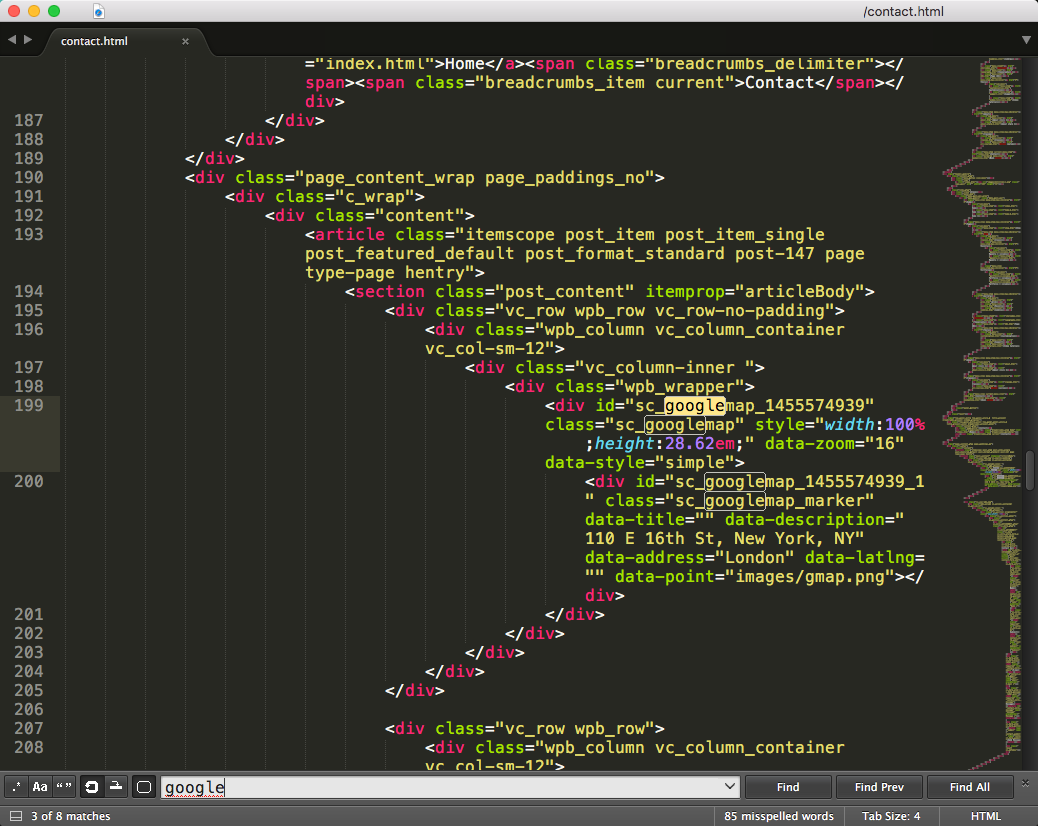 /contact.html
contact.html
="index.html">Home</a><span class="breadcrumbs_delimiter"></
span><span class="breadcrumbs_item current">Contact</span></
div>
187 </div>
188 </div>
189 </div>
190 <div class="page_content_wrap page_paddings_no">
191 <div class="c_wrap">
192 <div class="content">
193 <article class="itemscope post_item post_item_single
post_featured_default post_format_standard post-147 page
type-page hentry">
194 <section class="post_content" itemprop="articleBody">
195 <div class="vc_row wpb_row vc_row-no-padding">
196 <div class="wpb_column vc_column_container
vc_col-sm-12">
197 <div class="vc_column-inner ">
198 <div class="wpb_wrapper">
199 <div id="sc_googlemap_1455574939"
class="sc_googlemap" style="width:100%
;height:28.62em;" data-zoom="16"
data-style="simple">
200 <div id="sc_googlemap_1455574939_1
" class="sc_googlemap_marker"
data-title="" data-description="
110 E 16th St, New York, NY"
data-address="London" data-latlng=
"" data-point="images/gmap.png"></
div>
201 </div>
202 </div>
203 </div>
204 </div>
205 </div>
206
207 <div class="vc_row wpb_row">
208 <div class="wpb_column vc_column_container
vc_col-sm-12">
.* Aa “ ” google Find Find Prev Find All
3 of 8 matches 85 misspelled words Tab Size: 4 HTML